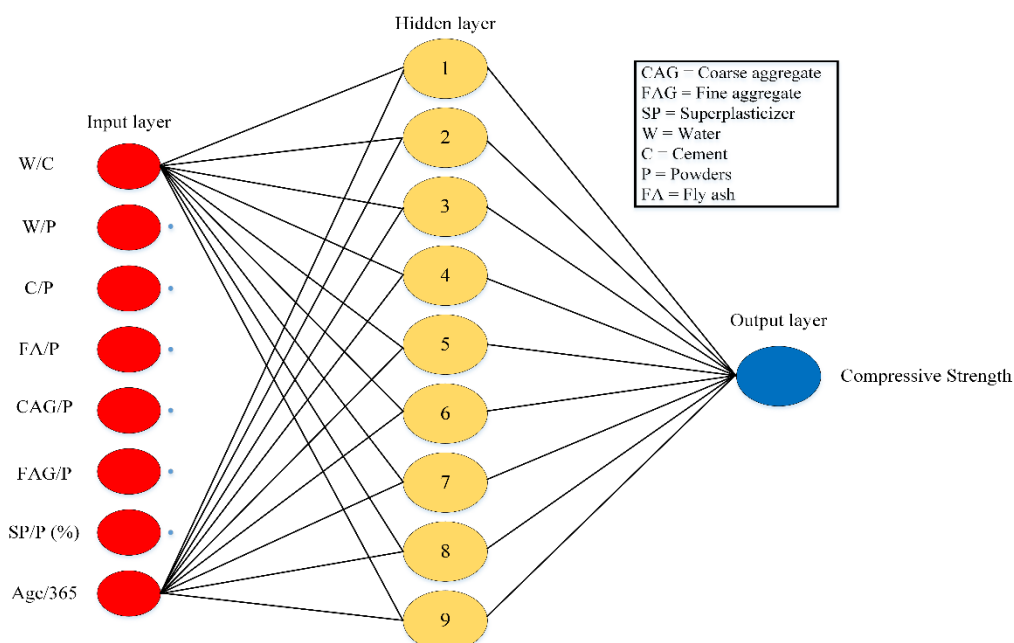 Hidden layer
1
CAG = Coarse aggregate
FAG = Fine aggregate
SP = Superplasticizer
W = Water
C = Cement
P = Powders
FA = Fly ash
Input layer
2
W/C
3
W/P
4
C/P
Output layer
5
FA/P
Compressive Strength
6
CAG/P
7
FAG/P
8
SP/P (%)
Age/365
9